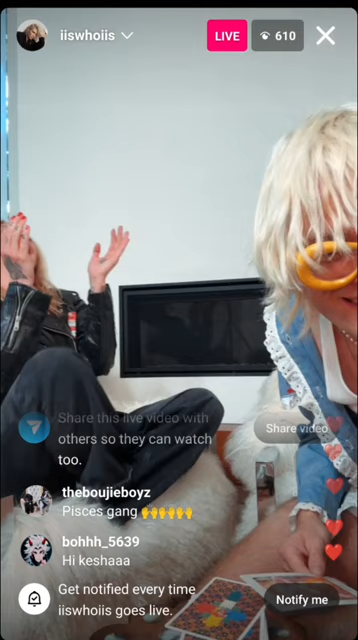 iiswhoiis
LIVE
610
Share this live video with
others so they can watch
too.
Share video
theboujieboyz
Pisces gang 🙌🙌🙌
bohhh_5639
Hi keshaaa
Get notified every time
iiswhoiis goes live.
Notify me